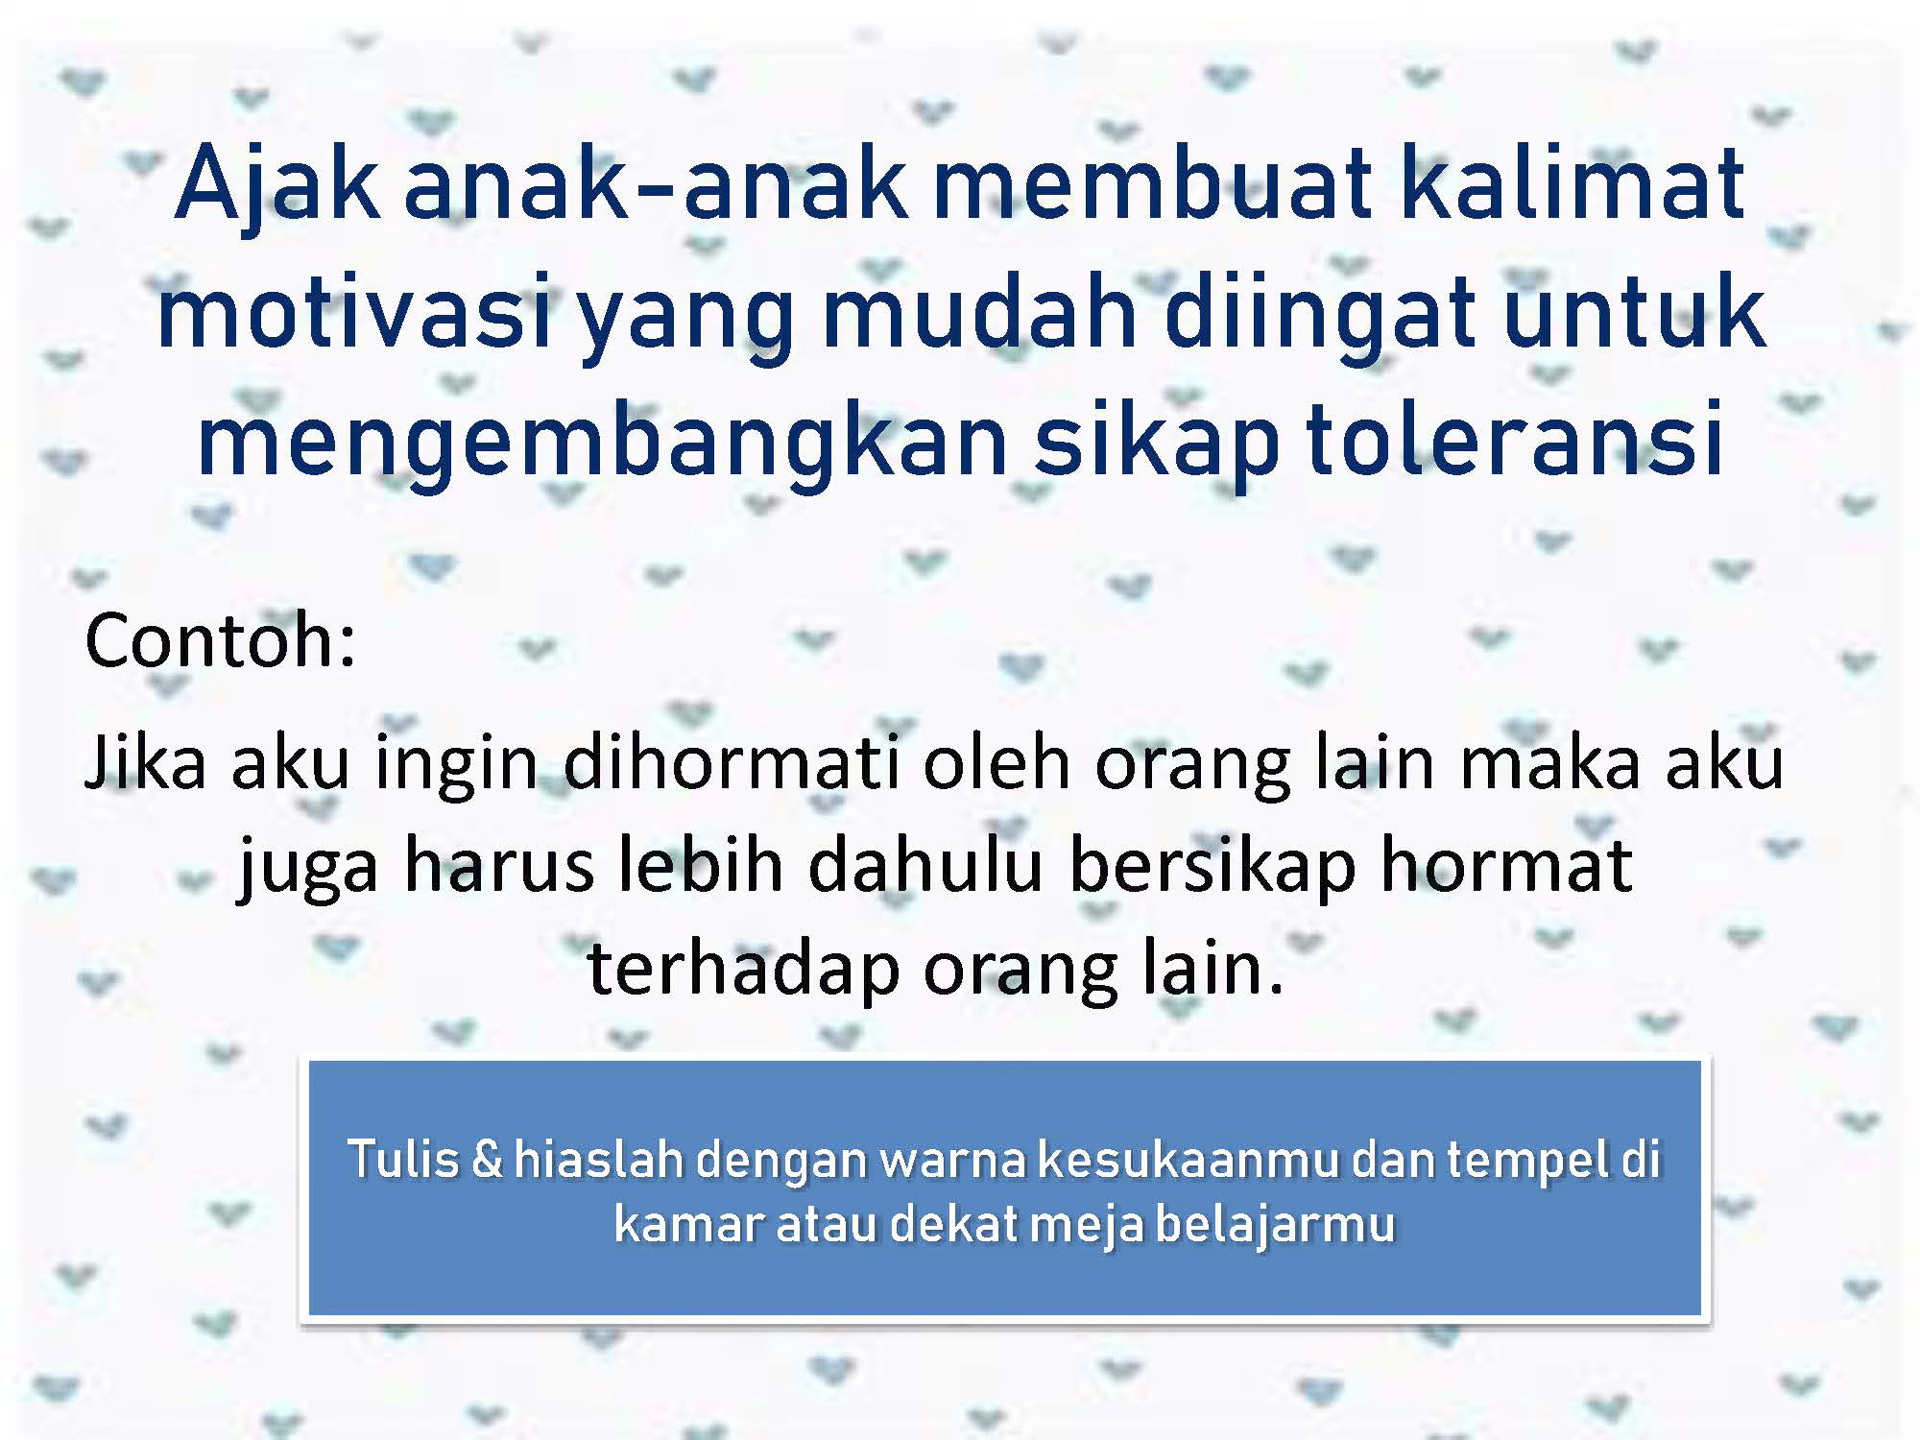 Ajak anak-anak membuat kalimat
motivasi yang mudah diingat untuk
mengembangkan sikap toleransi
Contoh:
Jika aku ingin dihormati oleh orang lain maka aku
juga harus lebih dahulu bersikap hormat
terhadap orang lain.
Tulis & hiaslah dengan warna kesukaanmu dan tempel di
kamar atau dekat meja belajarmu